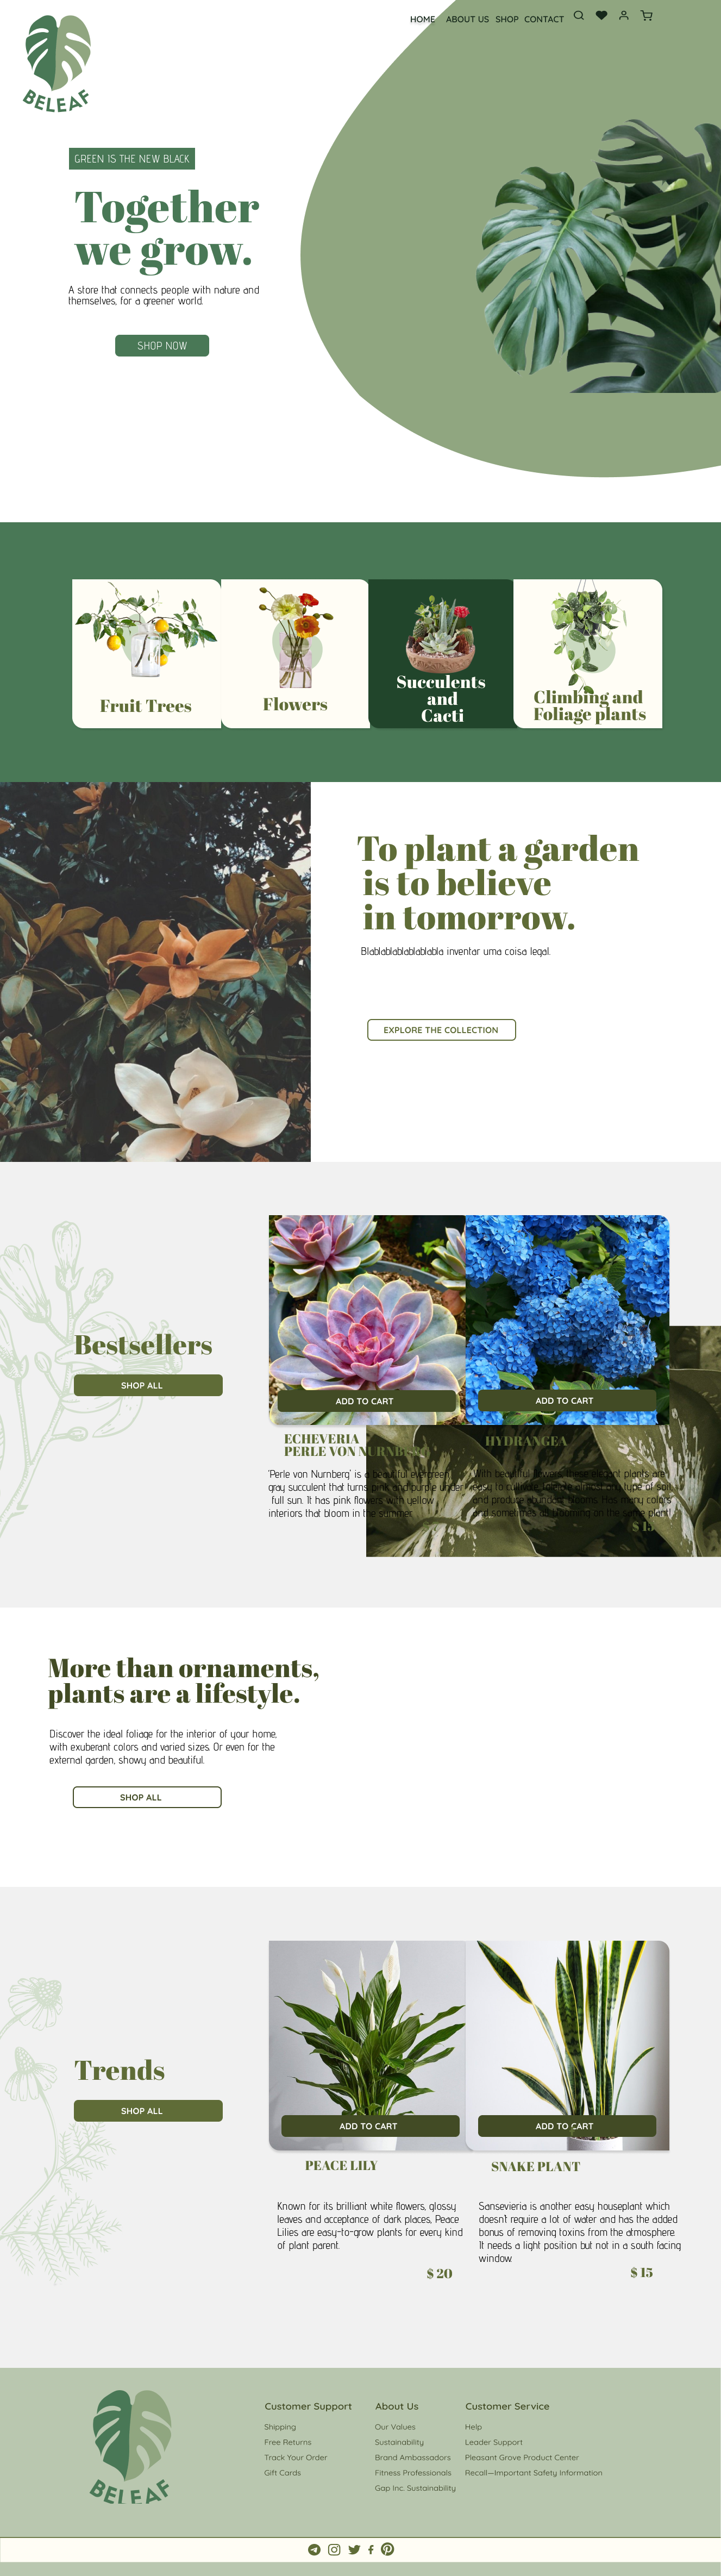 HOME ABOUT US SHOP CONTACT
BELEAF
GREEN IS THE NEW BLACK
Together
we grow.
A store that connects people with nature and
themselves, for a greener world.
SHOP NOW
Fruit Trees
Flowers
Succulents
and
Cacti
Climbing and
Foliage plants
To plant a garden
is to believe
in tomorrow.
Blablablablablablabla inventar uma coisa legal.
EXPLORE THE COLLECTION
Bestsellers
SHOP ALL
ADD TO CART
ECHEVERIA
PERLE VON NURNBERG
'Perle von Nurnberg' is a beautiful evergreen
gray succulent that turns pink and purple under
full sun. It has pink flowers with yellow
interiors that bloom in the summer.
ADD TO CART
HYDRANGEA
With beautiful flowers, these elegant plants are
easy to cultivate, tolerate almost any type of soil
and produce abundant blooms. Has many colors
and sometimes all blooming on the same plant!
$ 15
More than ornaments,
plants are a lifestyle.
Discover the ideal foliage for the interior of your home,
with exuberant colors and varied sizes. Or even for the
external garden, showy and beautiful.
SHOP ALL
Trends
SHOP ALL
ADD TO CART
PEACE LILY
Known for its brilliant white flowers, glossy
leaves and acceptance of dark places, Peace
Lilies are easy-to-grow plants for every kind
of plant parent.
$ 20
ADD TO CART
SNAKE PLANT
Sansevieria is another easy houseplant which
doesn't require a lot of water and has the added
bonus of removing toxins from the atmosphere.
It needs a light position but not in a south facing
window.
$ 15
BELEAF
Customer Support
Shipping
Free Returns
Track Your Order
Gift Cards
About Us
Our Values
Sustainability
Brand Ambassadors
Fitness Professionals
Gap Inc. Sustainability
Customer Service
Help
Leader Support
Pleasant Grove Product Center
Recall—Important Safety Information